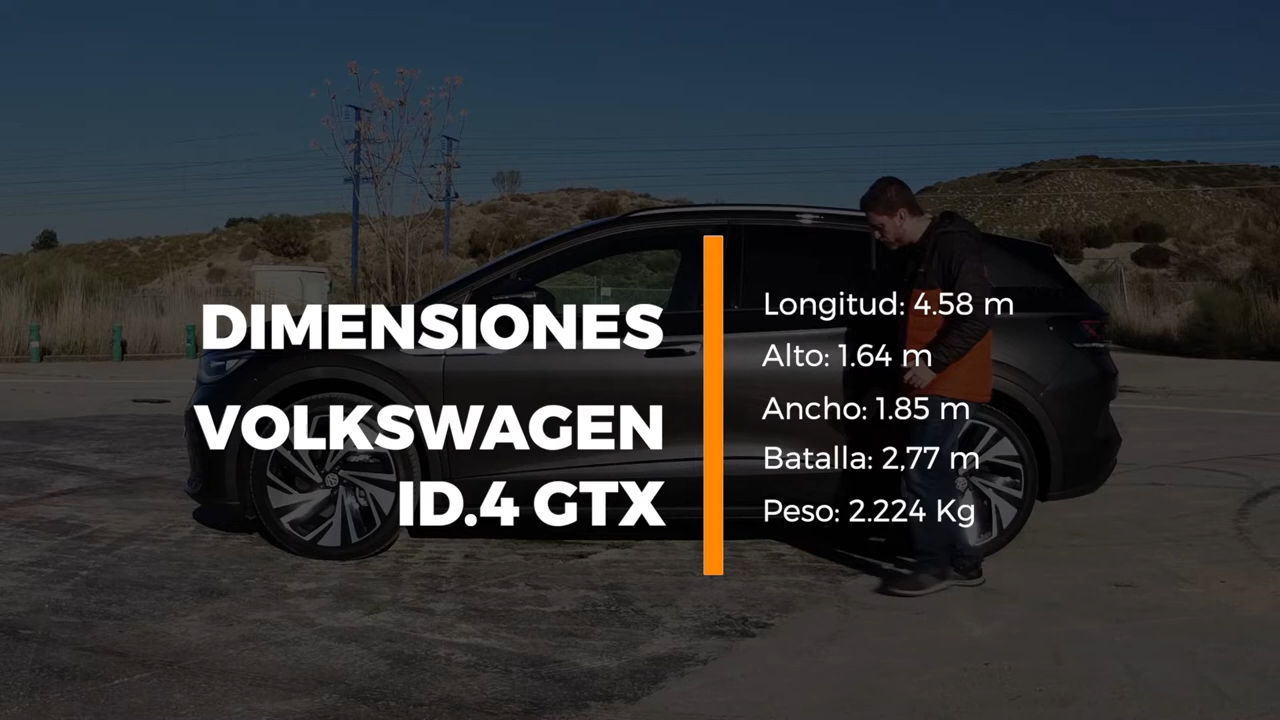 DIMENSIONES
VOLKSWAGEN
ID.4 GTX
Longitud: 4.58 m
Alto: 1.64 m
Ancho: 1.85 m
Batalla: 2,77 m
Peso: 2.224 Kg